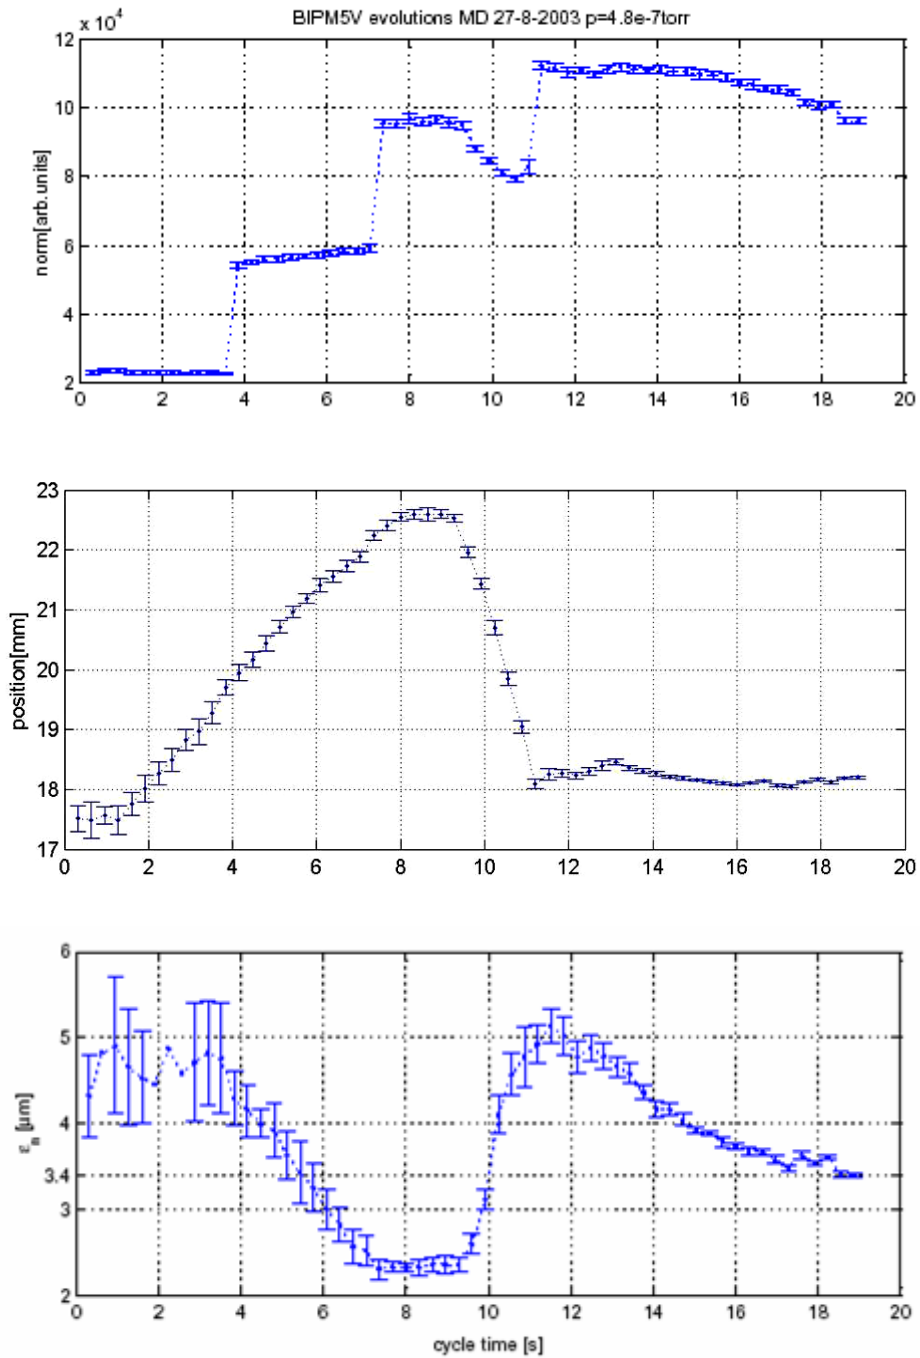 BIPM5V evolutions MD 27-8-2003 p=4.8e-7torr
x 10⁴
12
10
8
6
4
2
norm[arb.units]
0 2 4 6 8 10 12 14 16 18 20
23
22
21
20
19
18
17
position[mm]
0 2 4 6 8 10 12 14 16 18 20
6
5
4
3.4
3
2
εₙ [µm]
0 2 4 6 8 10 12 14 16 18 20
cycle time [s]